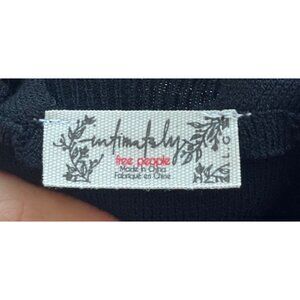 intimately
free people
Made in China
Fabriqué en Chine